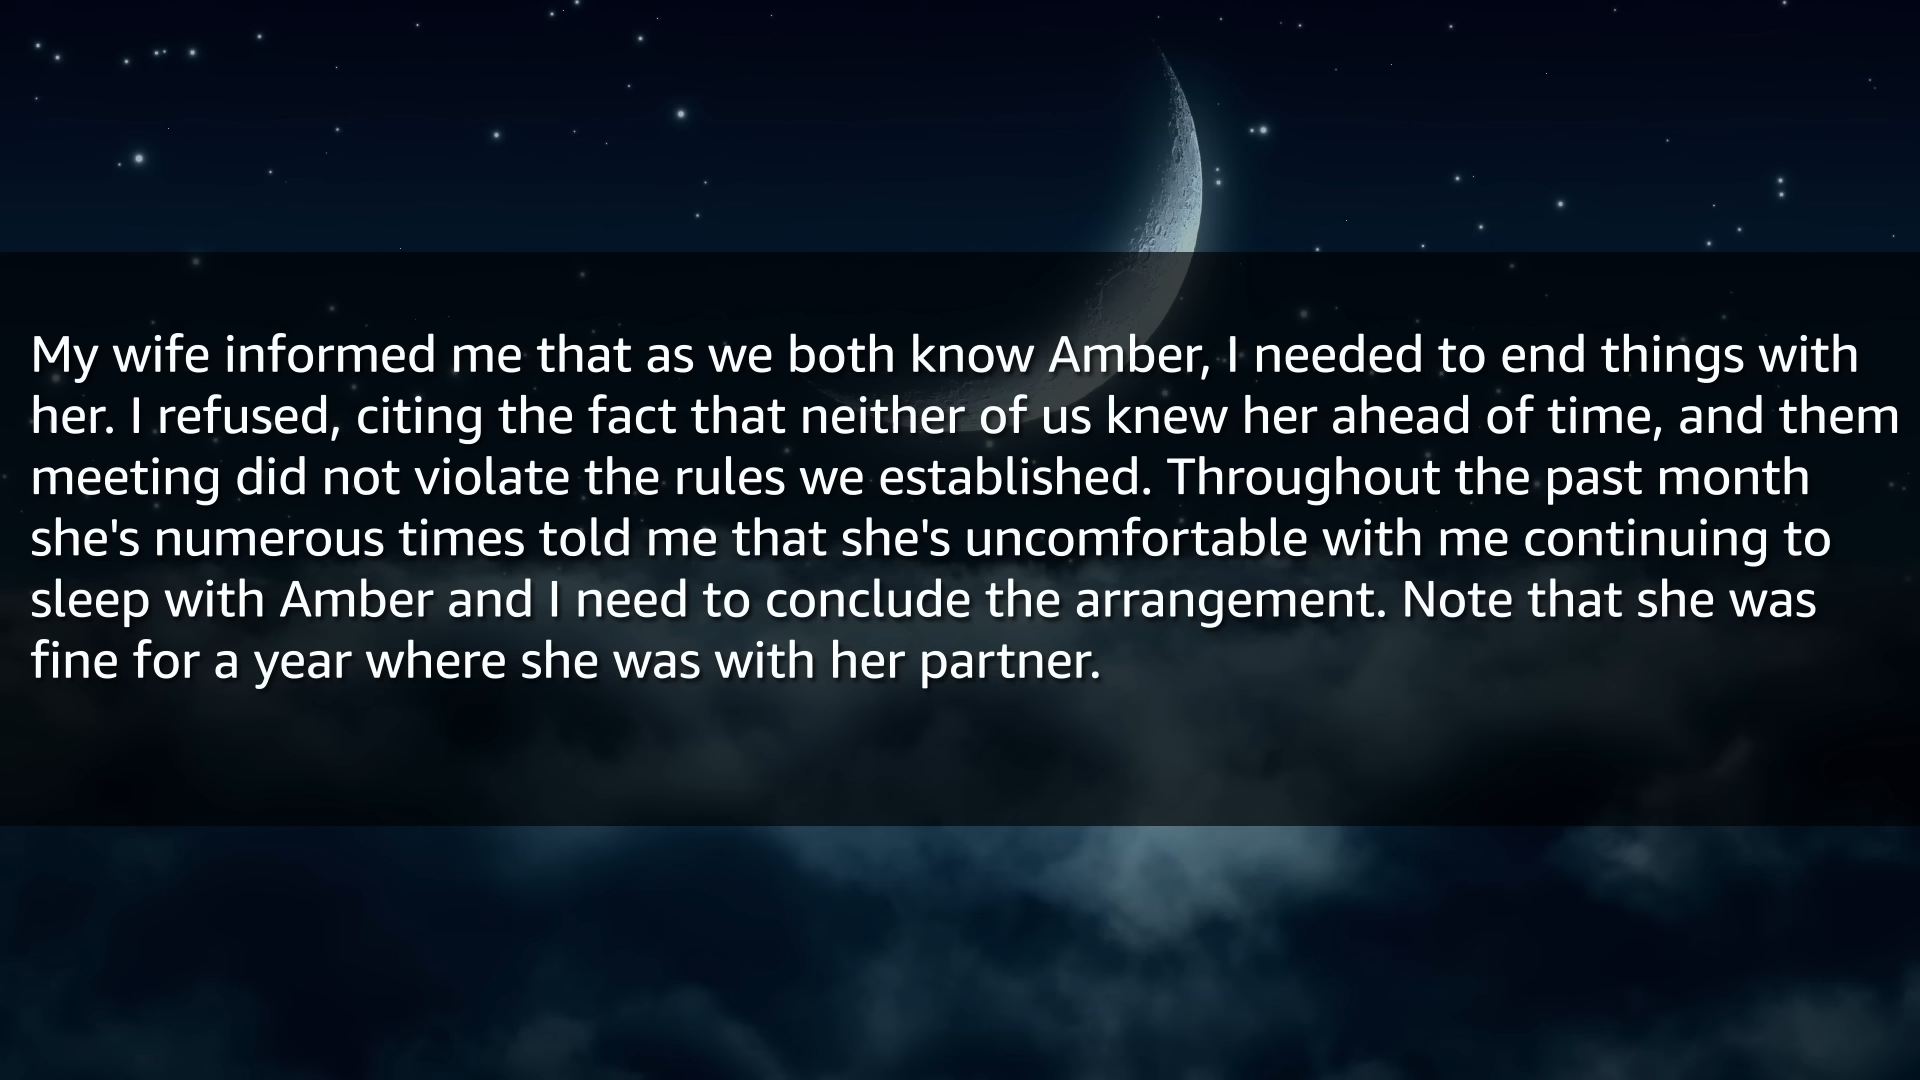 My wife informed me that as we both know Amber, I needed to end things with
her. I refused, citing the fact that neither of us knew her ahead of time, and them
meeting did not violate the rules we established. Throughout the past month
she's numerous times told me that she's uncomfortable with me continuing to
sleep with Amber and I need to conclude the arrangement. Note that she was
fine for a year where she was with her partner.